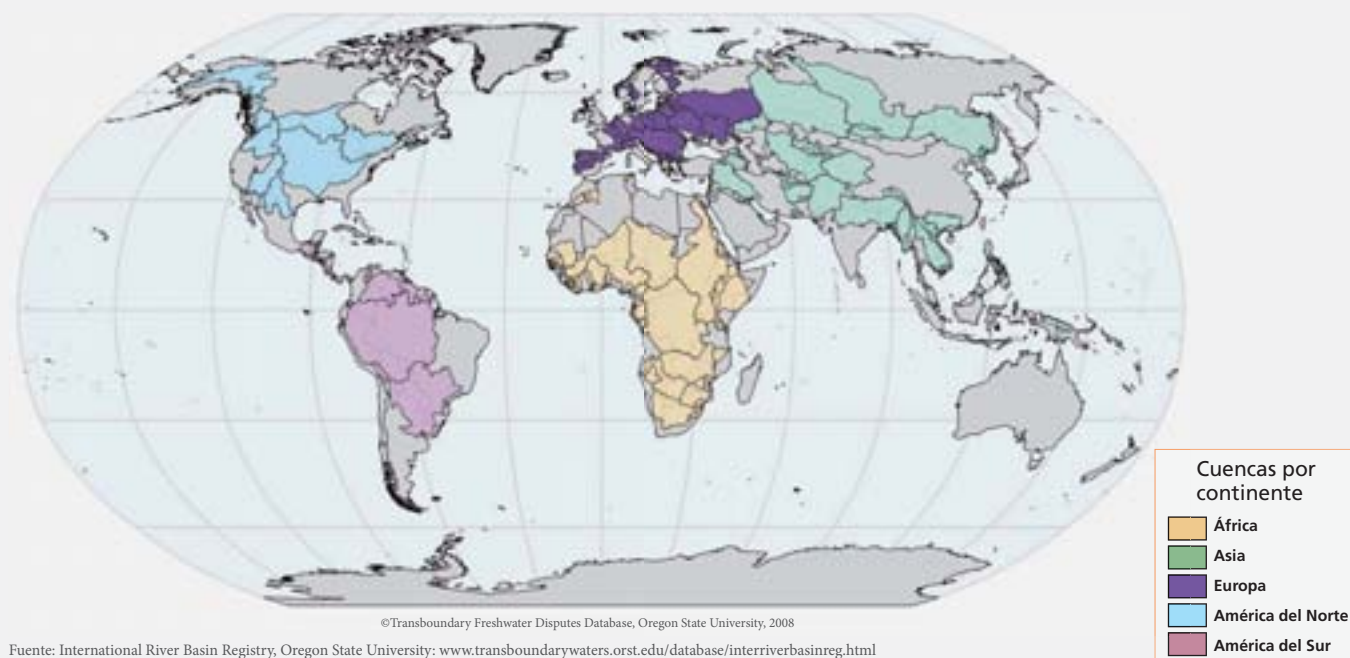 Cuencas por
continente
África
Asia
Europa
América del Norte
América del Sur
©Transboundary Freshwater Disputes Database, Oregon State University, 2008
Fuente: International River Basin Registry, Oregon State University: www.transboundarywaters.orst.edu/database/interriverbasinreg.html